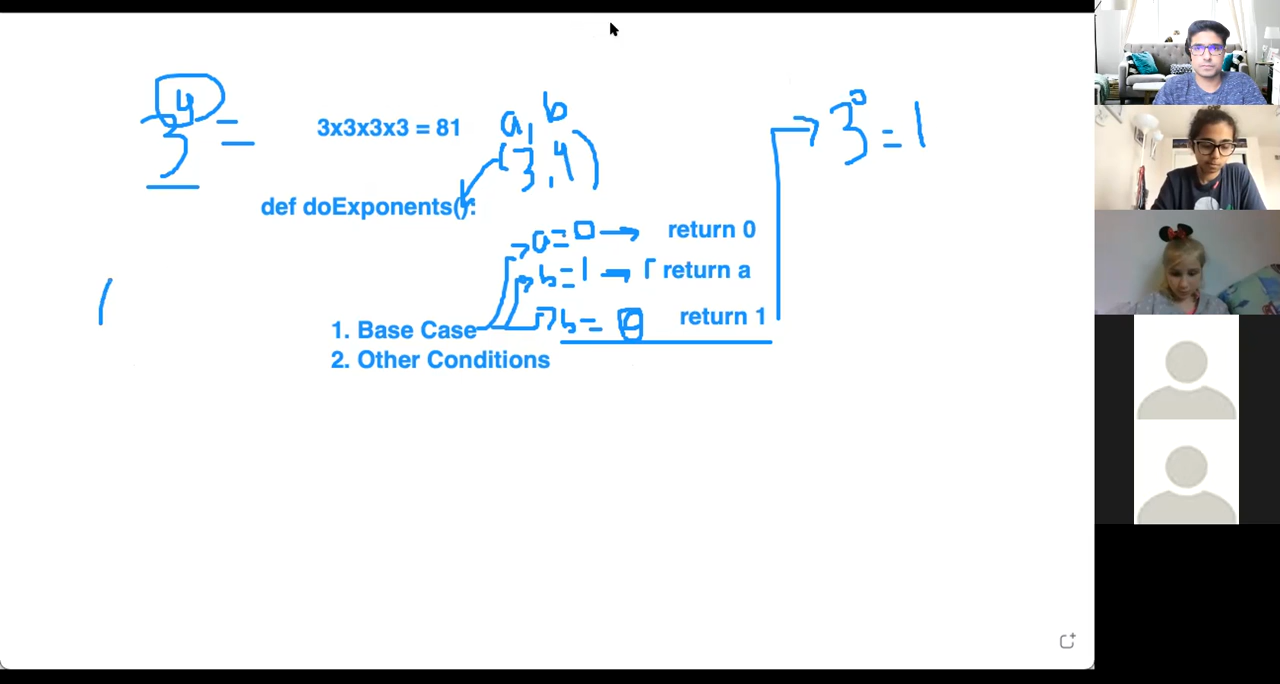 3⁴ =
3x3x3x3 = 81
a, b
(3, 4)
3⁰ = 1
def doExponents():
a = 0 → return 0
b = 1 → return a
b = 0 return 1
1. Base Case
2. Other Conditions